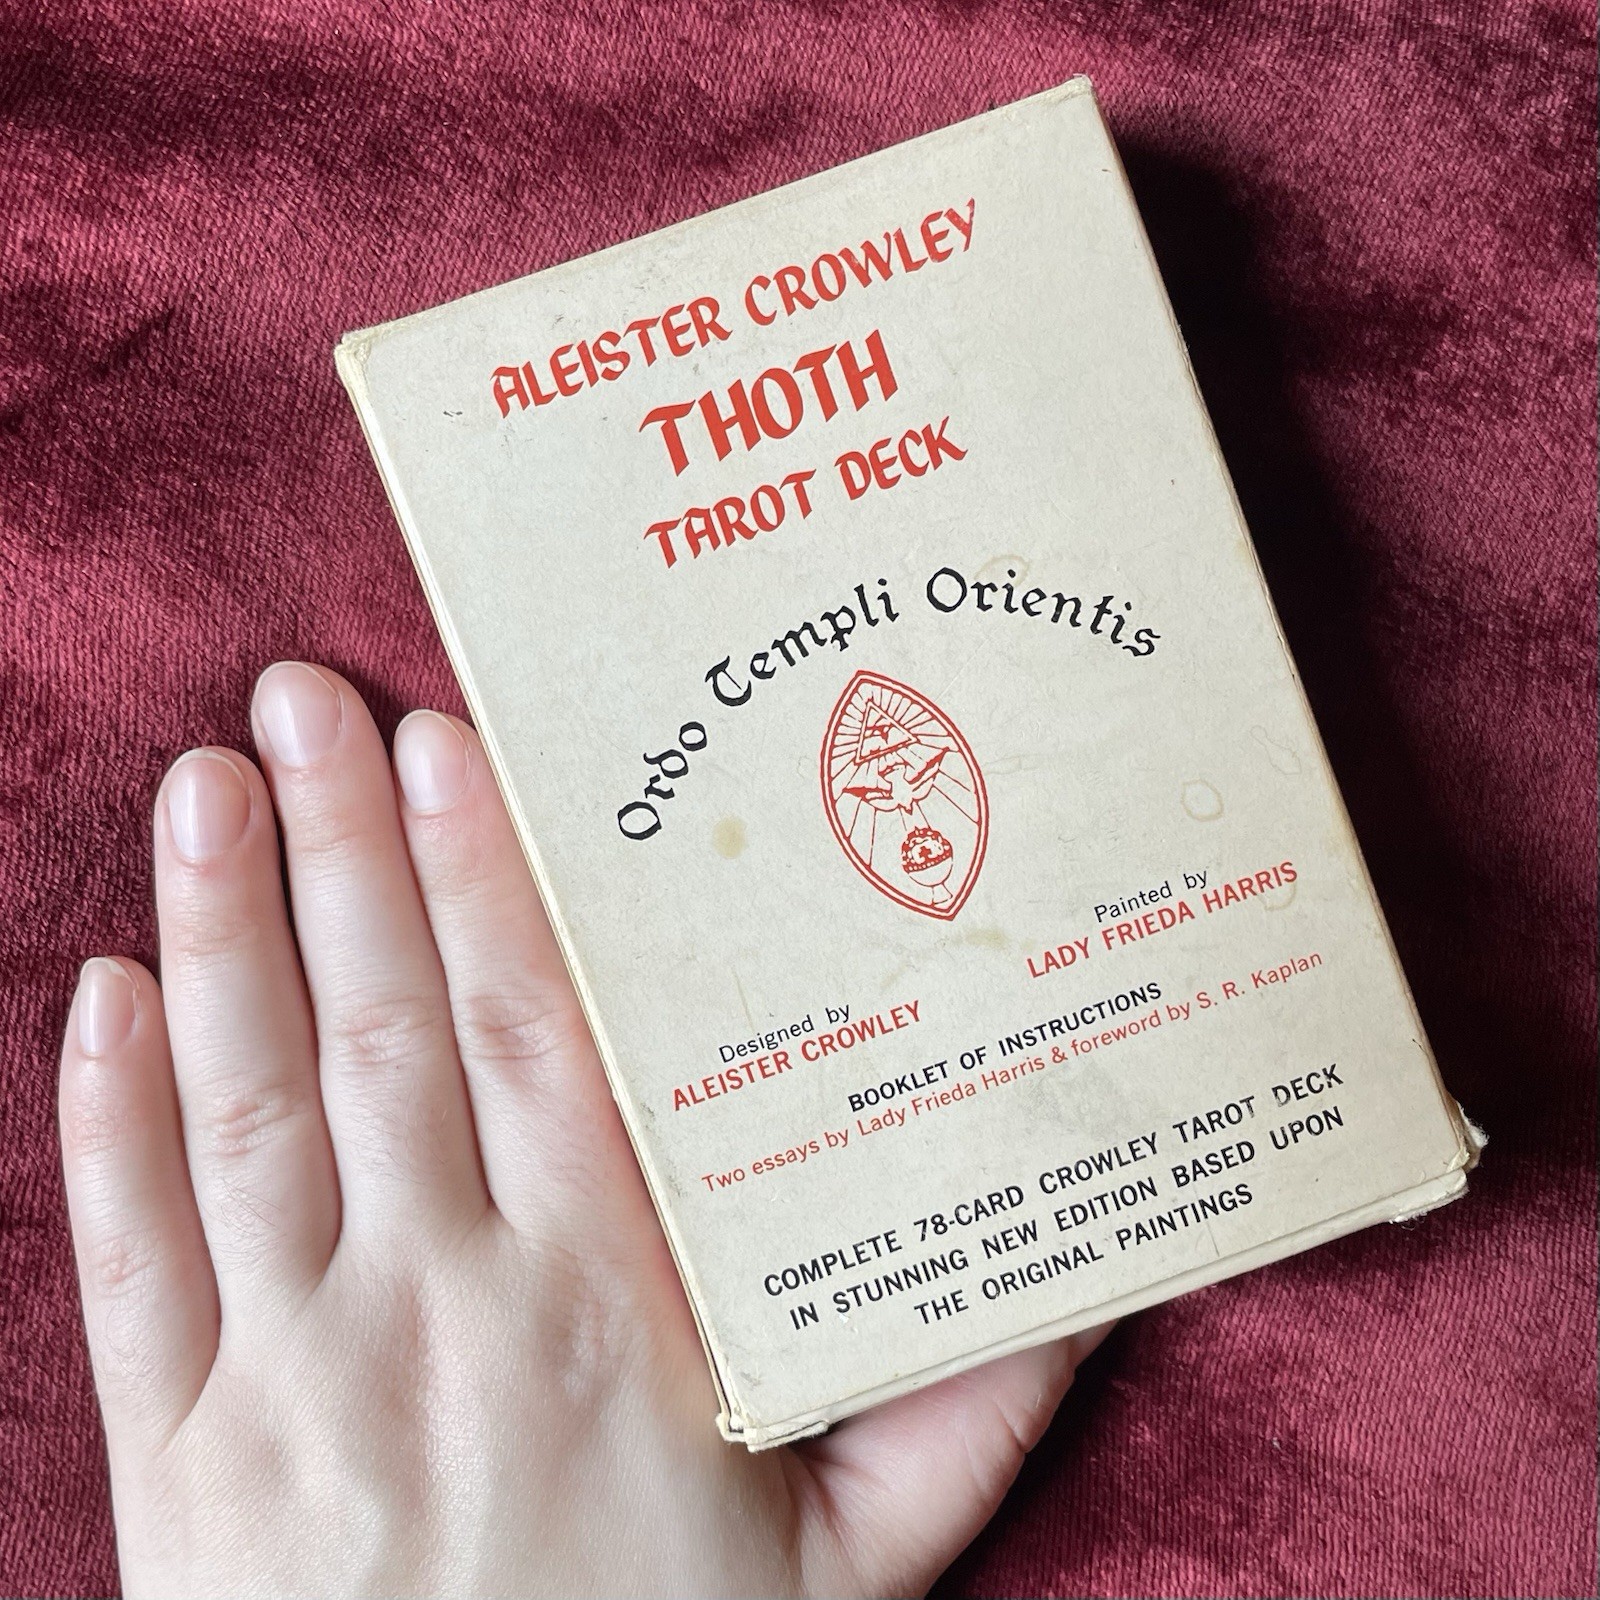 ALEISTER CROWLEY
THOTH
TAROT DECK
Ordo Templi Orientis
Designed by
ALEISTER CROWLEY
Painted by
LADY FRIEDA HARRIS
BOOKLET OF INSTRUCTIONS
Two essays by Lady Frieda Harris & foreword by S. R. Kaplan
COMPLETE 78-CARD CROWLEY TAROT DECK
IN STUNNING NEW EDITION BASED UPON
THE ORIGINAL PAINTINGS